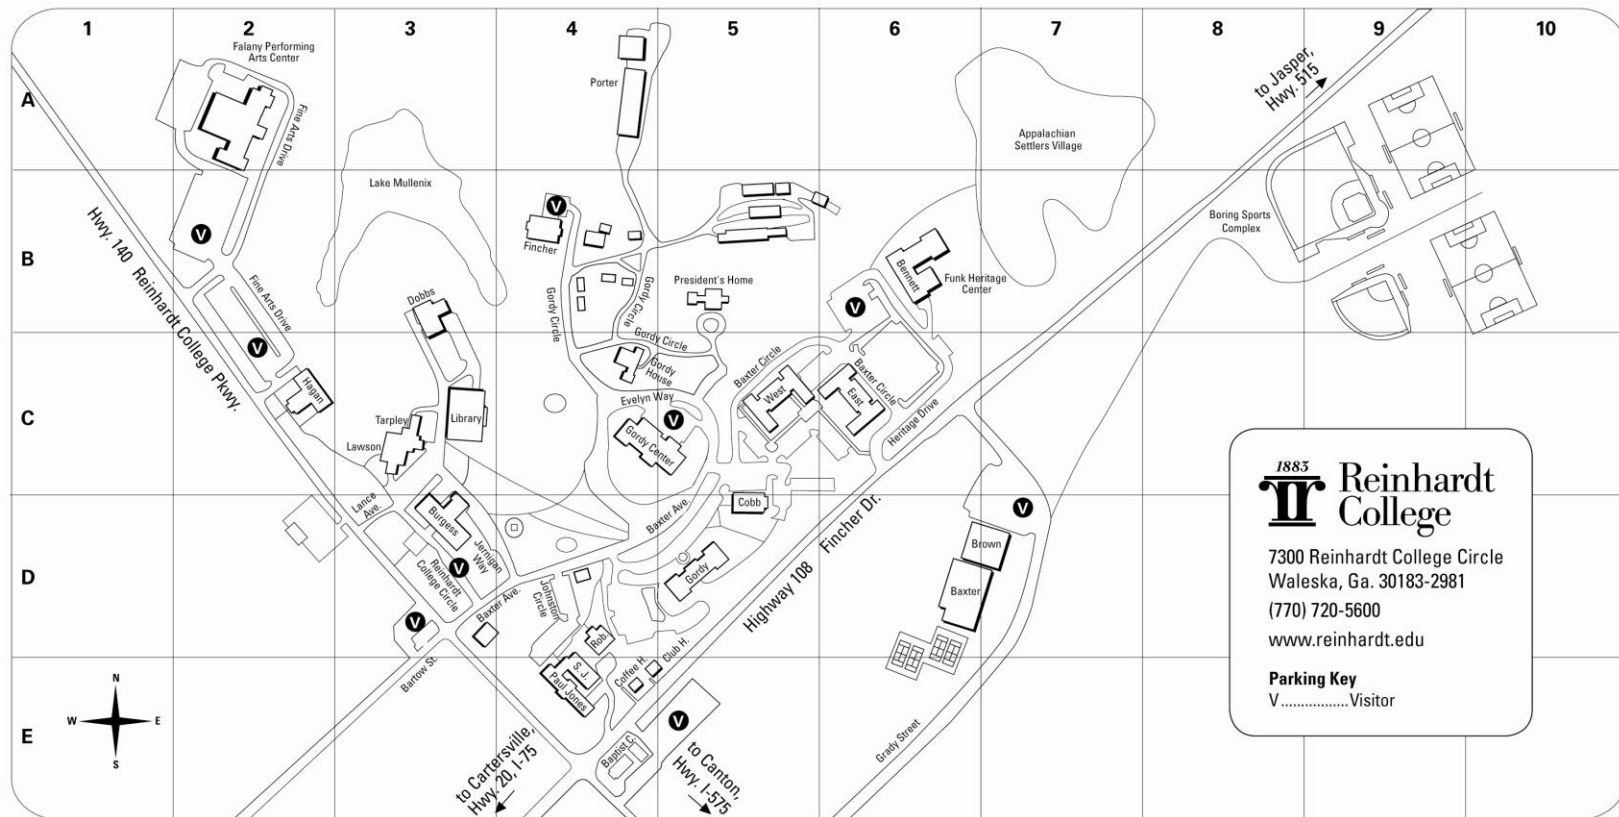 1 2 3 4 5 6 7 8 9 10
A
B
C
D
E
Falany Performing
Arts Center
Fine Arts Drive
Porter
Lake Mullenix
Appalachian
Settlers Village
to Jasper,
Hwy. 515
V
Fincher
V
Hwy. 140 Reinhardt College Pkwy.
Fine Arts Drive
Dobbs
Gordy Circle
Gordy Circle
Gordy Circle
President's Home
Bennett
Funk Heritage
Center
Boring Sports
Complex
V
V
Hagan
Gordy
House
Evelyn Way
V
Gordy Center
Baxter Circle
West
East
Baxter Circle
Heritage Drive
Tarpley
Lawson
Library
Lance
Ave.
Burgess
Jernigan
Way
V
Reinhardt
College Circle
V
Baxter Ave.
Baxter Ave.
Cobb
Gordy
Highway 108 Fincher Dr.
V
Brown
Baxter
Johnston
Circle
Rob.
S. J.
Paul Jones
Coffee H.
Club H.
Bartow St.
V
Baptist C.
Grady Street
to Cartersville,
Hwy. 20, I-75
to Canton,
Hwy. I-575
N
W E
S
1883
Reinhardt
College
7300 Reinhardt College Circle
Waleska, Ga. 30183-2981
(770) 720-5600
www.reinhardt.edu
Parking Key
V.................Visitor